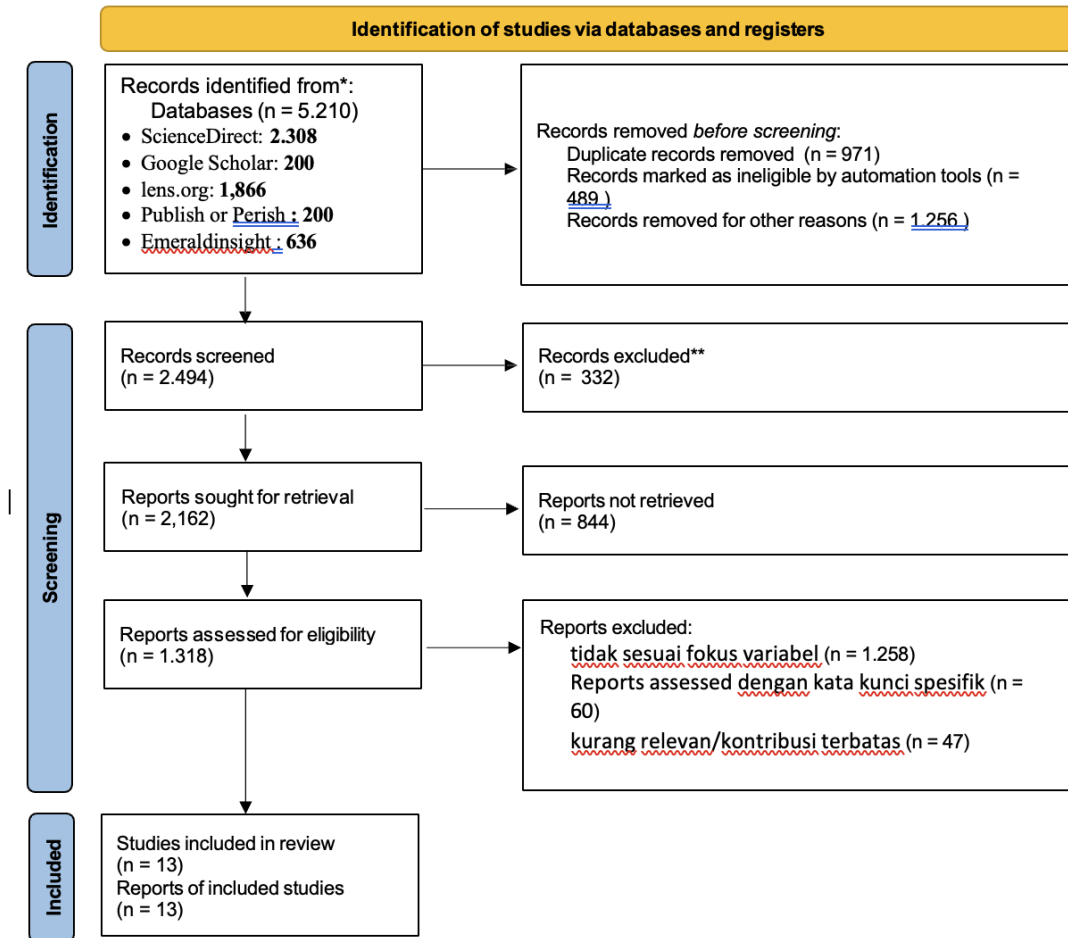 Identification of studies via databases and registers
Identification
Records identified from*:
Databases (n = 5.210)
• ScienceDirect: 2.308
• Google Scholar: 200
• lens.org: 1,866
• Publish or Perish : 200
• Emeraldinsight : 636
Records removed before screening:
Duplicate records removed  (n = 971)
Records marked as ineligible by automation tools (n =
489 )
Records removed for other reasons (n = 1.256 )
Screening
Records screened
(n = 2.494)
Records excluded**
(n =  332)
Reports sought for retrieval
(n = 2,162)
Reports not retrieved
(n = 844)
Reports assessed for eligibility
(n = 1.318)
Reports excluded:
tidak sesuai fokus variabel (n = 1.258)
Reports assessed dengan kata kunci spesifik (n =
60)
kurang relevan/kontribusi terbatas (n = 47)
Included
Studies included in review
(n = 13)
Reports of included studies
(n = 13)